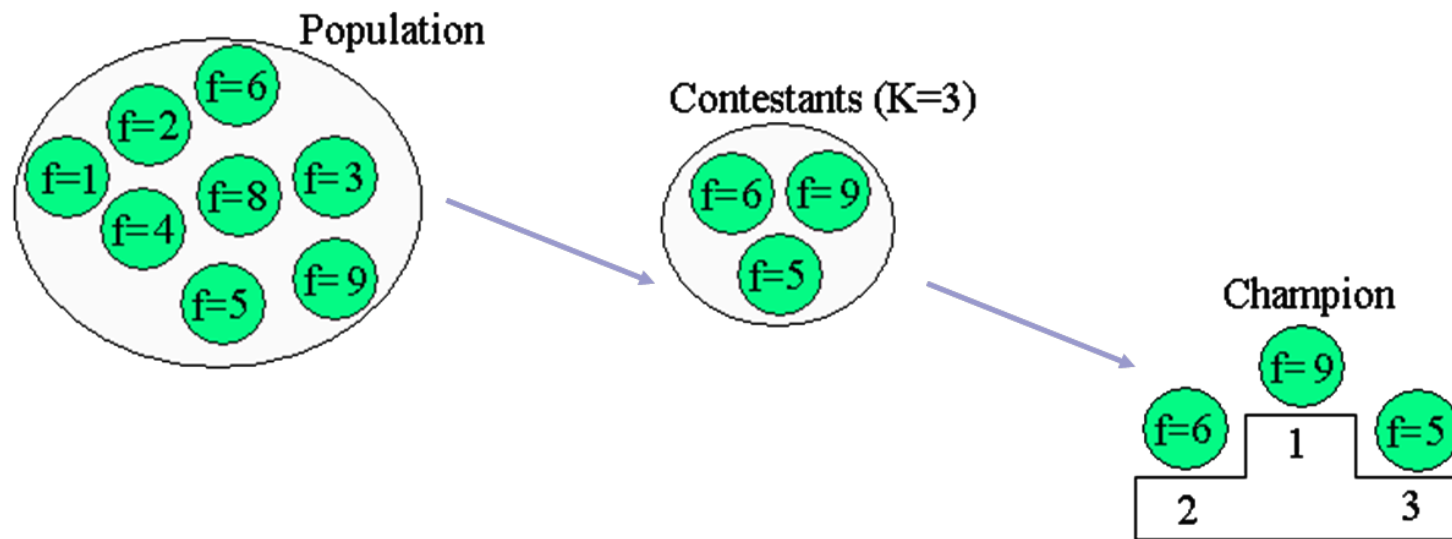 Population
f=6
f=2
f=1
f=8
f=3
f=4
f=9
f=5
Contestants (K=3)
f=6
f=9
f=5
Champion
f=9
f=6
f=5
1
2
3